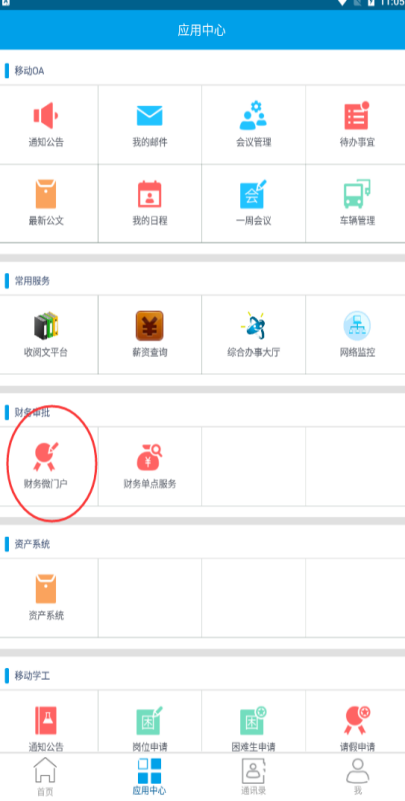 11:05
应用中心
移动OA
通知公告 我的邮件 会议管理 待办事宜
会
最新公文 我的日程 一周会议 车辆管理
常用服务
¥
收阅文平台 薪资查询 综合办事大厅 网络监控
财务审批
¥
财务微门户 财务单点服务
资产系统
资产系统
移动学工
困 困
通知公告 岗位申请 困难生申请 请假申请
首页 应用中心 通讯录 我